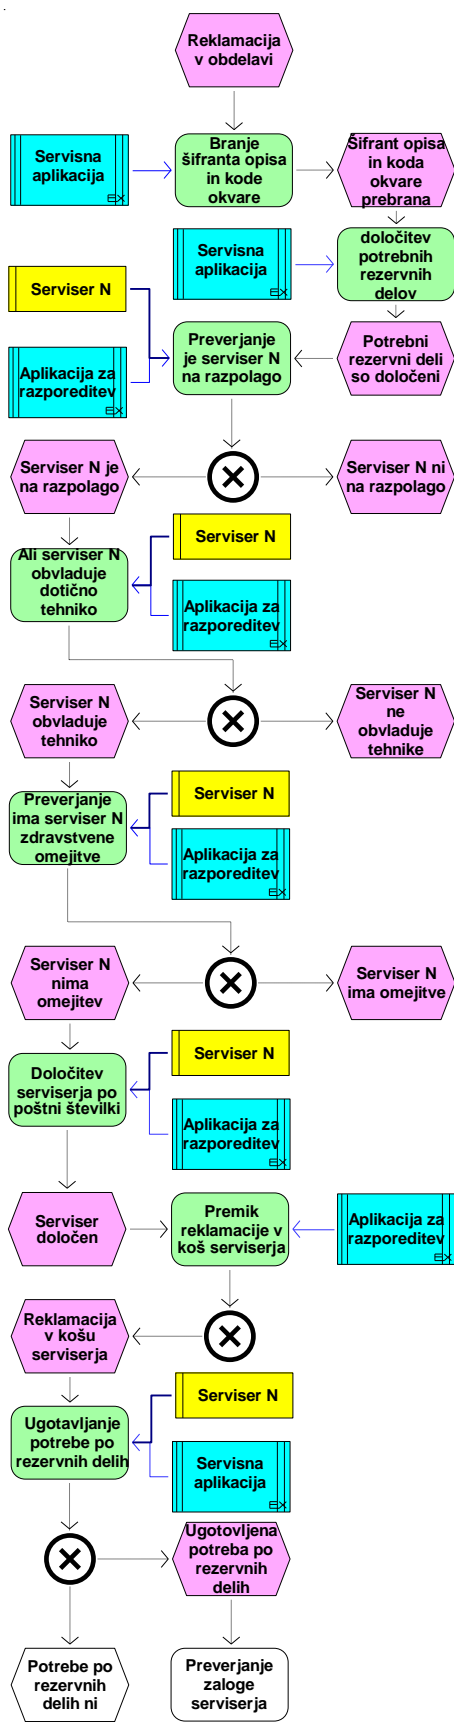 Reklamacija
v obdelavi
Servisna
aplikacija
Branje
šifranta opisa
in kode
okvare
Šifrant opisa
in koda
okvare
prebrana
Servisna
aplikacija
določitev
potrebnih
rezervnih
delov
Serviser N
Aplikacija za
razporeditev
Preverjanje
je serviser N
na razpolago
Potrebni
rezervni deli
so določeni
Serviser N je
na razpolago
Serviser N ni
na razpolago
Ali serviser N
obvladuje
dotično
tehniko
Serviser N
Aplikacija za
razporeditev
Serviser N
obvladuje
tehniko
Serviser N
ne
obvladuje
tehnike
Preverjanje
ima serviser N
zdravstvene
omejitve
Serviser N
Aplikacija za
razporeditev
Serviser N
nima
omejitev
Serviser N
ima omejitve
Določitev
serviserja po
poštni številki
Serviser N
Aplikacija za
razporeditev
Serviser
določen
Premik
reklamacije v
koš serviserja
Aplikacija za
razporeditev
Reklamacija
v košu
serviserja
Ugotavljanje
potrebe po
rezervnih delih
Serviser N
Servisna
aplikacija
Ugotovljena
potreba po
rezervnih
delih
Potrebe po
rezervnih
delih ni
Preverjanje
zaloge
serviserja